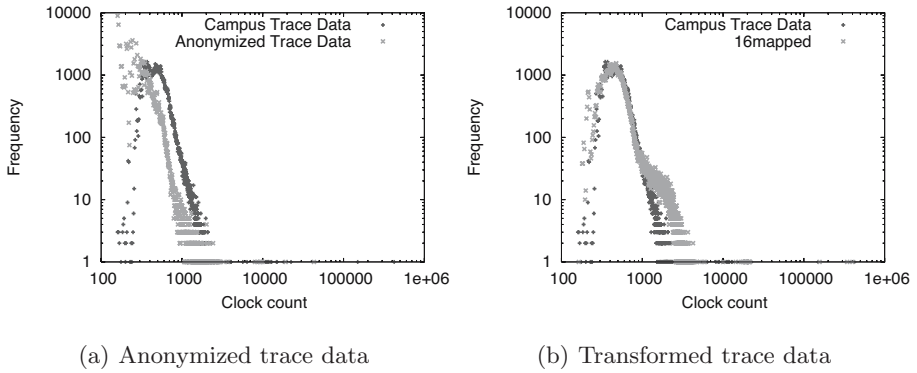 Campus Trace Data
Anonymized Trace Data
10000
1000
100
10
1
Frequency
100 1000 10000 100000 1e+06
Clock count
(a) Anonymized trace data
Campus Trace Data
16mapped
10000
1000
100
10
1
Frequency
100 1000 10000 100000 1e+06
Clock count
(b) Transformed trace data